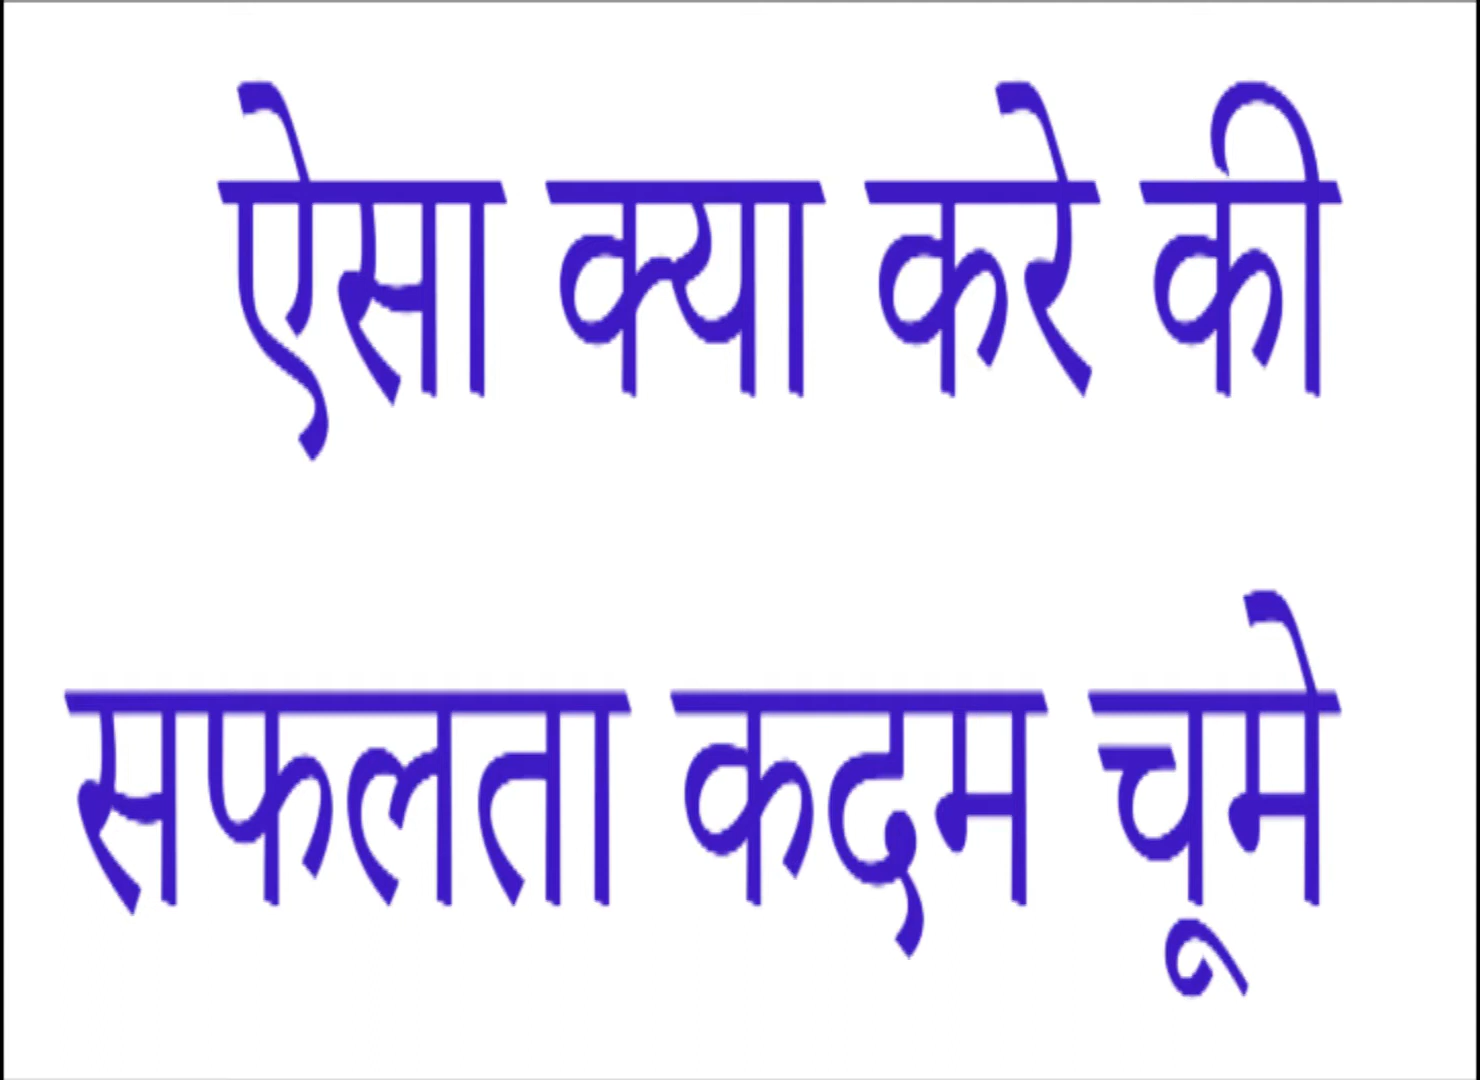 ऐसा क्या करे की
सफलता कदम चूमे